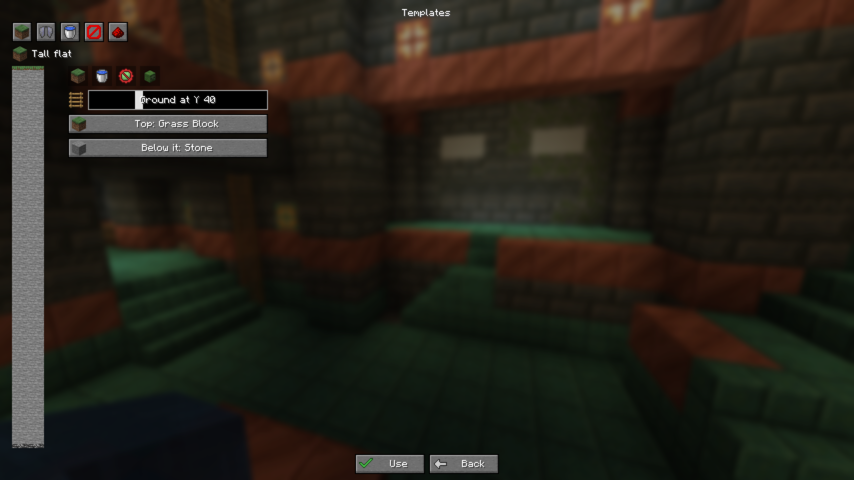 Templates
Tall flat
Ground at Y 40
Top: Grass Block
Below it: Stone
Use
Back